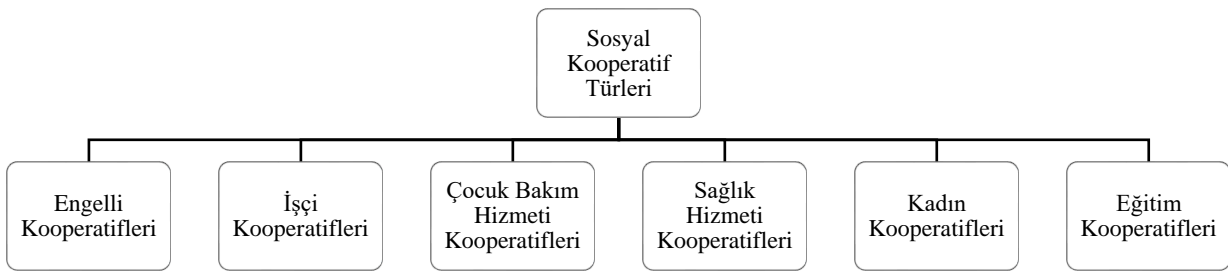 Sosyal
Kooperatif
Türleri
Engelli
Kooperatifleri
İşçi
Kooperatifleri
Çocuk Bakım
Hizmeti
Kooperatifleri
Sağlık
Hizmeti
Kooperatifleri
Kadın
Kooperatifleri
Eğitim
Kooperatifleri